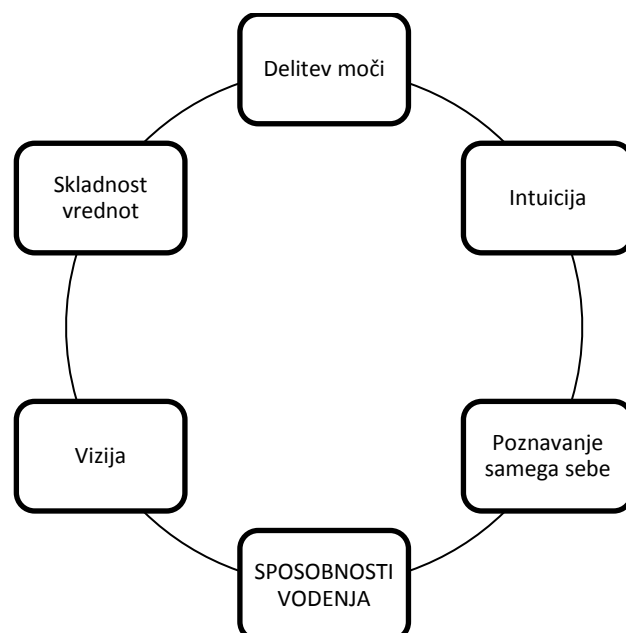 Delitev moči
Skladnost
vrednot
Intuicija
Vizija
Poznavanje
samega sebe
SPOSOBNOSTI
VODENJA